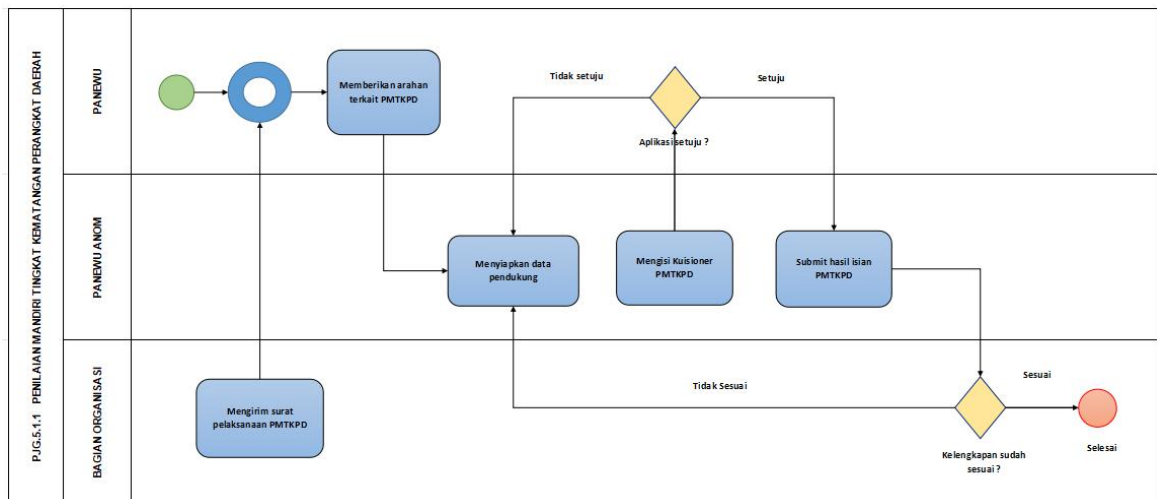 PJG.5.1.1 PENILAIAN MANDIRI TINGKAT KEMATANGAN PERANGKAT DAERAH
PANEWU
Memberikan arahan
terkait PMTKPD
Tidak setuju
Setuju
Aplikasi setuju ?
PANEWU ANOM
Menyiapkan data
pendukung
Mengisi Kuisioner
PMTKPD
Submit hasil isian
PMTKPD
BAGIAN ORGANISASI
Mengirim surat
pelaksanaan PMTKPD
Tidak Sesuai
Sesuai
Kelengkapan sudah
sesuai ?
Selesai